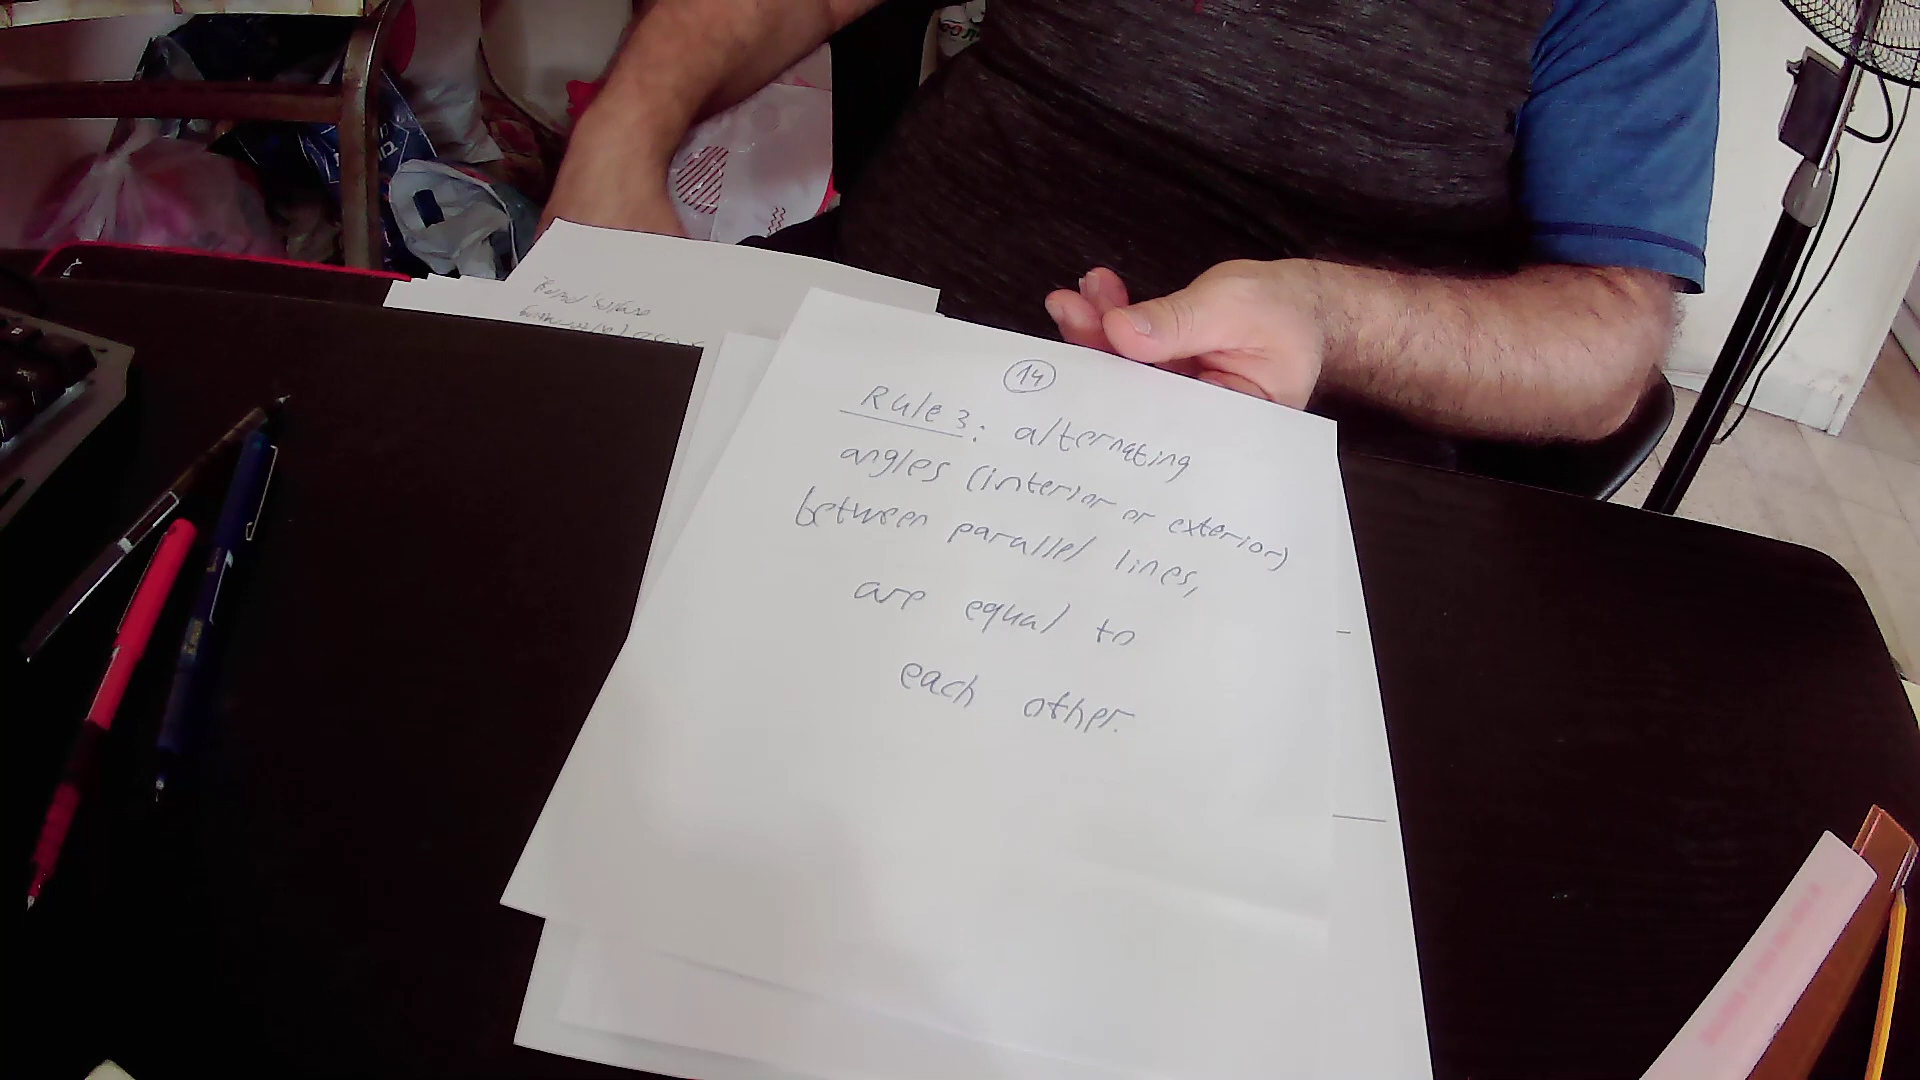 14
Rule 3: alternating
angles (interior or exterior)
between parallel lines,
are equal to
each other.